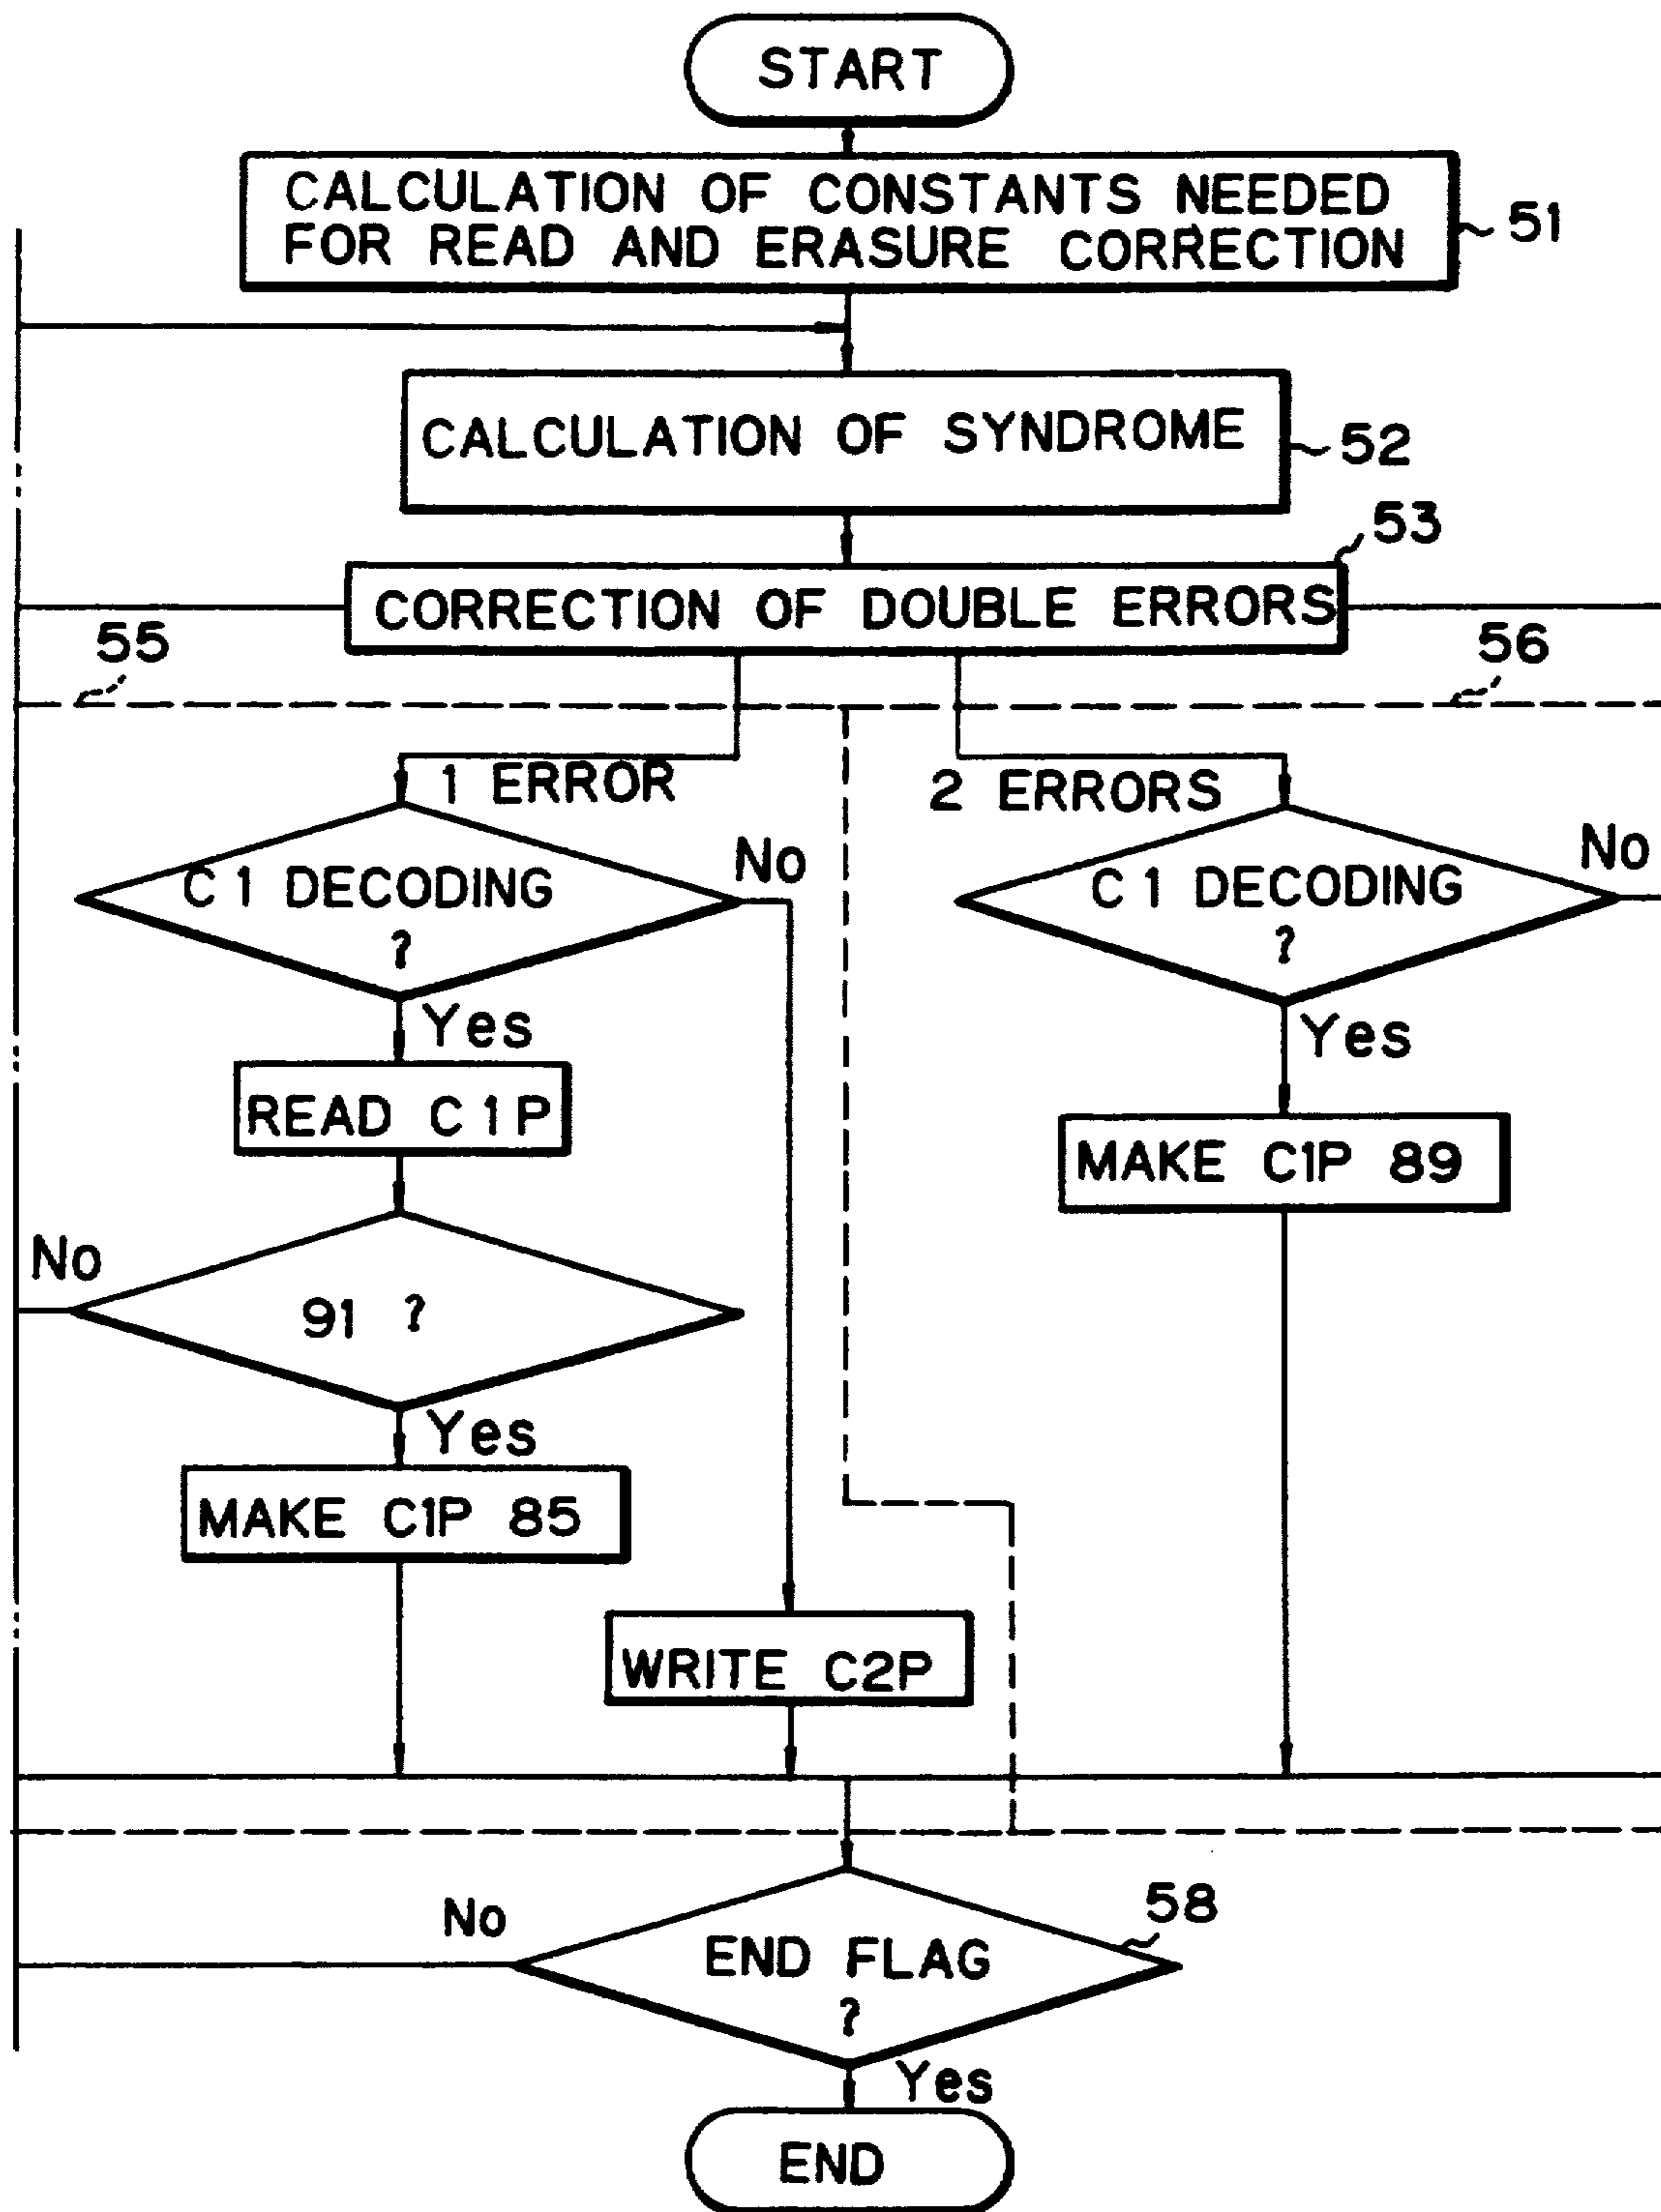 START
CALCULATION OF CONSTANTS NEEDED
FOR READ AND ERASURE CORRECTION
51
CALCULATION OF SYNDROME
52
53
CORRECTION OF DOUBLE ERRORS
55
56
1 ERROR
2 ERRORS
C1 DECODING
?
No
C1 DECODING
?
No
Yes
Yes
READ C1P
MAKE C1P 89
No
91 ?
Yes
MAKE C1P 85
WRITE C2P
58
No
END FLAG
?
Yes
END